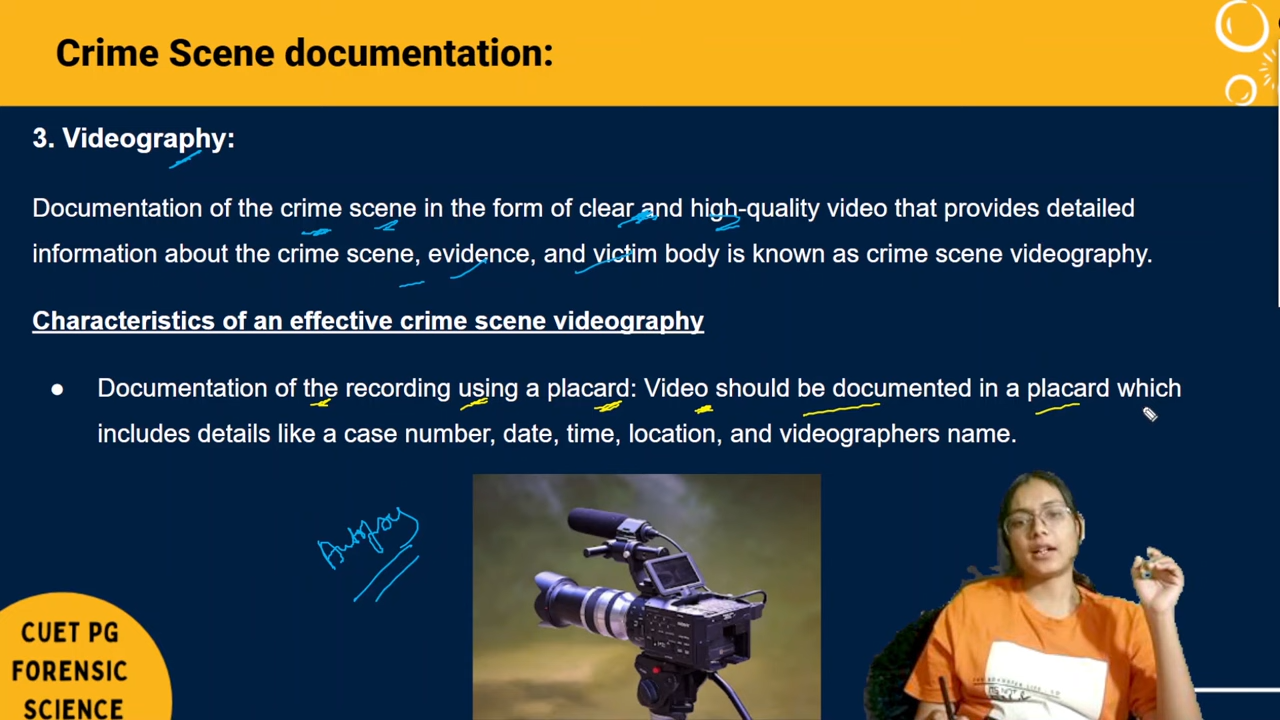 Crime Scene documentation:
3. Videography:
Documentation of the crime scene in the form of clear and high-quality video that provides detailed
information about the crime scene, evidence, and victim body is known as crime scene videography.
Characteristics of an effective crime scene videography
● Documentation of the recording using a placard: Video should be documented in a placard which
includes details like a case number, date, time, location, and videographers name.
Autopsy
CUET PG
FORENSIC
SCIENCE